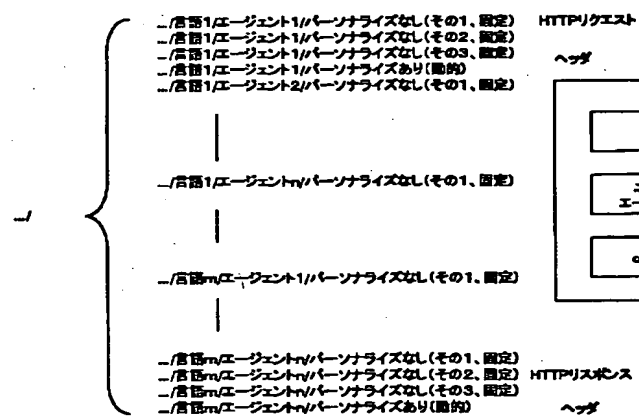 .../言語1/エージェント1/パーソナライズなし(その1、固定)
.../言語1/エージェント1/パーソナライズなし(その2、固定)
.../言語1/エージェント1/パーソナライズなし(その3、固定)
.../言語1/エージェント1/パーソナライズあり(動的)
.../言語1/エージェント2/パーソナライズなし(その1、固定)
.../言語1/エージェントn/パーソナライズなし(その1、固定)
.../
.../言語m/エージェント1/パーソナライズなし(その1、固定)
.../言語m/エージェントn/パーソナライズなし(その1、固定)
.../言語m/エージェントn/パーソナライズなし(その2、固定)
.../言語m/エージェントn/パーソナライズなし(その3、固定)
.../言語m/エージェントn/パーソナライズあり(動的)
HTTPリクエスト
ヘッダ
エー
HTTPリスポンス
ヘッダ